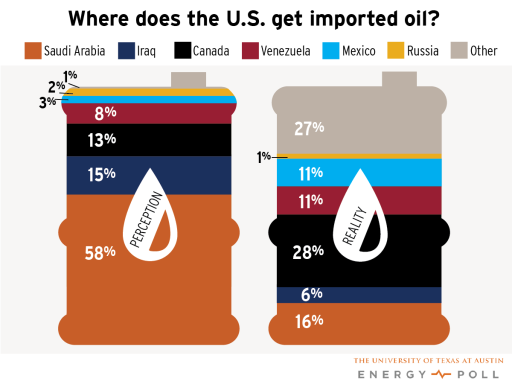 Where does the U.S. get imported oil?
Saudi Arabia Iraq Canada Venezuela Mexico Russia Other
1%
2%
3%
8%
13%
15%
58%
PERCEPTION
27%
1%
11%
11%
28%
6%
16%
REALITY
THE UNIVERSITY OF TEXAS AT AUSTIN
ENERGY POLL